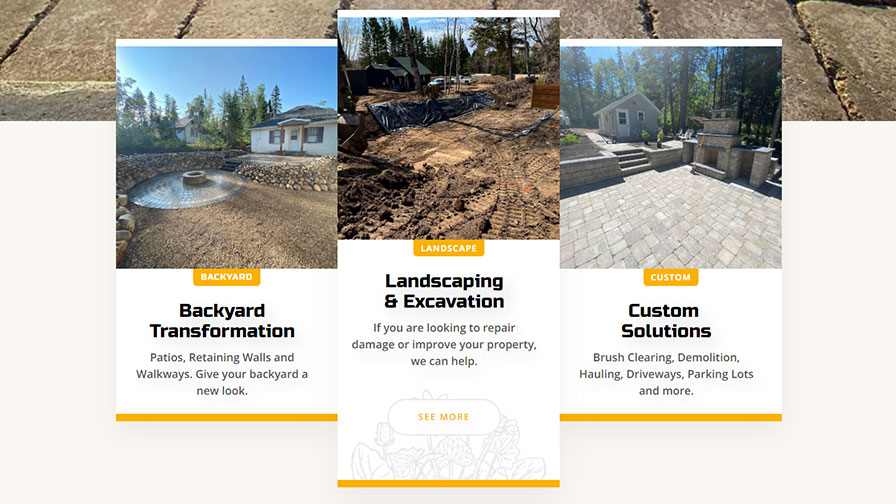 BACKYARD
Backyard
Transformation
Patios, Retaining Walls and
Walkways. Give your backyard a
new look.
LANDSCAPE
Landscaping
& Excavation
If you are looking to repair
damage or improve your property,
we can help.
SEE MORE
CUSTOM
Custom
Solutions
Brush Clearing, Demolition,
Hauling, Driveways, Parking Lots
and more.